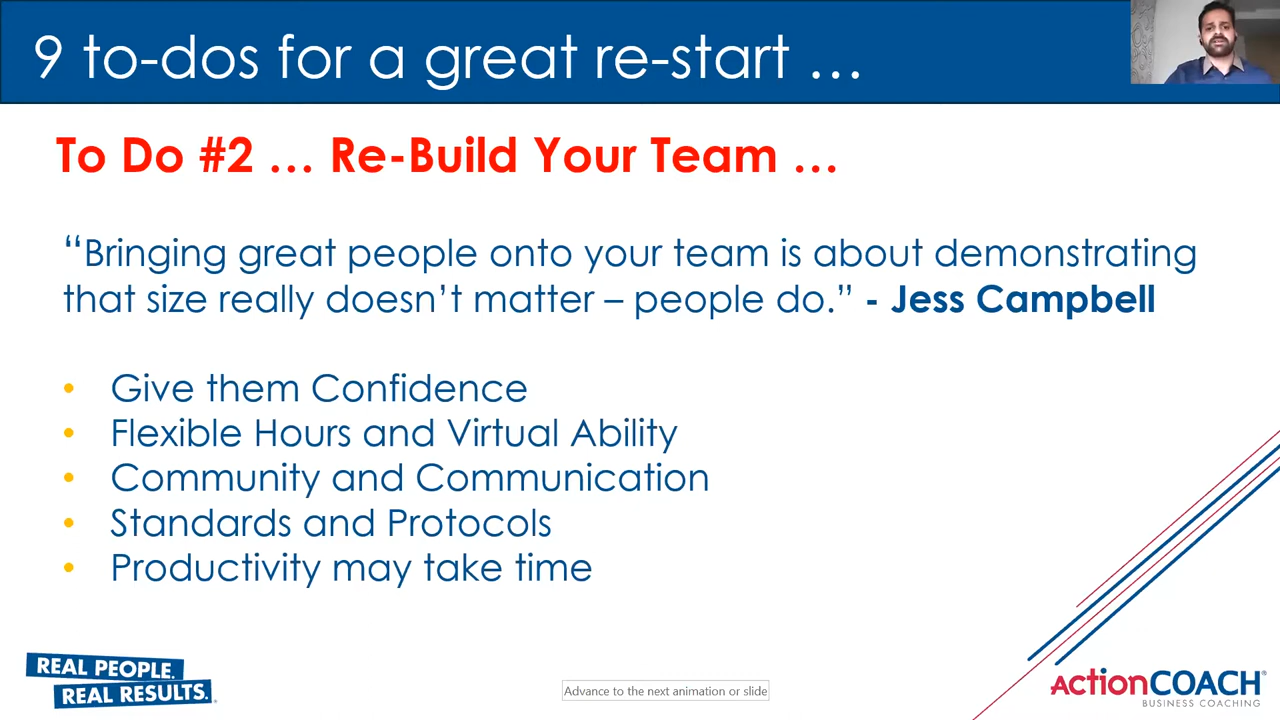 9 to-dos for a great re-start ...
To Do #2 ... Re-Build Your Team ...
“Bringing great people onto your team is about demonstrating
that size really doesn’t matter – people do.” - Jess Campbell
• Give them Confidence
• Flexible Hours and Virtual Ability
• Community and Communication
• Standards and Protocols
• Productivity may take time
REAL PEOPLE.
REAL RESULTS.
Advance to the next animation or slide
ActionCOACH®
BUSINESS COACHING